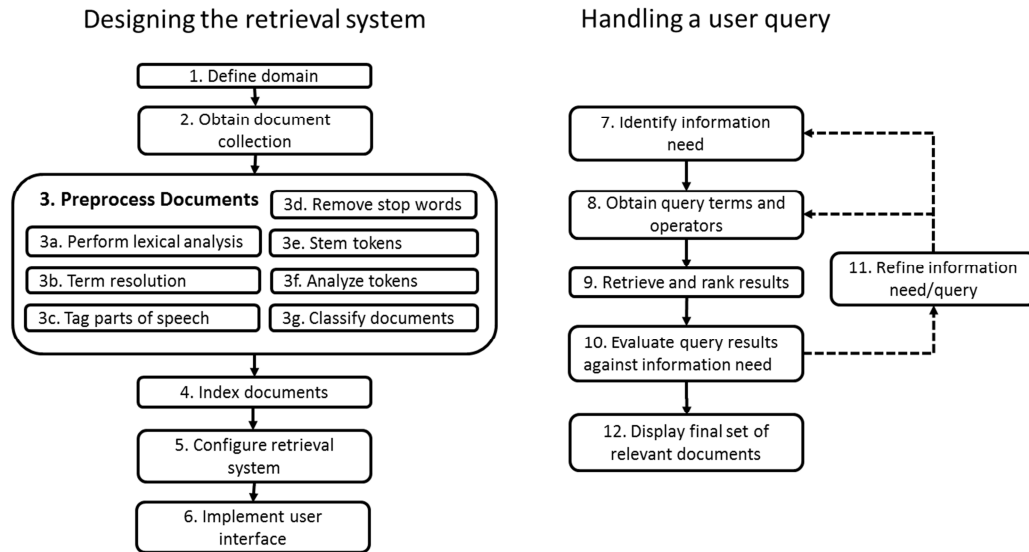 Designing the retrieval system
1. Define domain
2. Obtain document
collection
3. Preprocess Documents
3a. Perform lexical analysis
3b. Term resolution
3c. Tag parts of speech
3d. Remove stop words
3e. Stem tokens
3f. Analyze tokens
3g. Classify documents
4. Index documents
5. Configure retrieval
system
6. Implement user
interface
Handling a user query
7. Identify information
need
8. Obtain query terms and
operators
9. Retrieve and rank results
10. Evaluate query results
against information need
11. Refine information
need/query
12. Display final set of
relevant documents